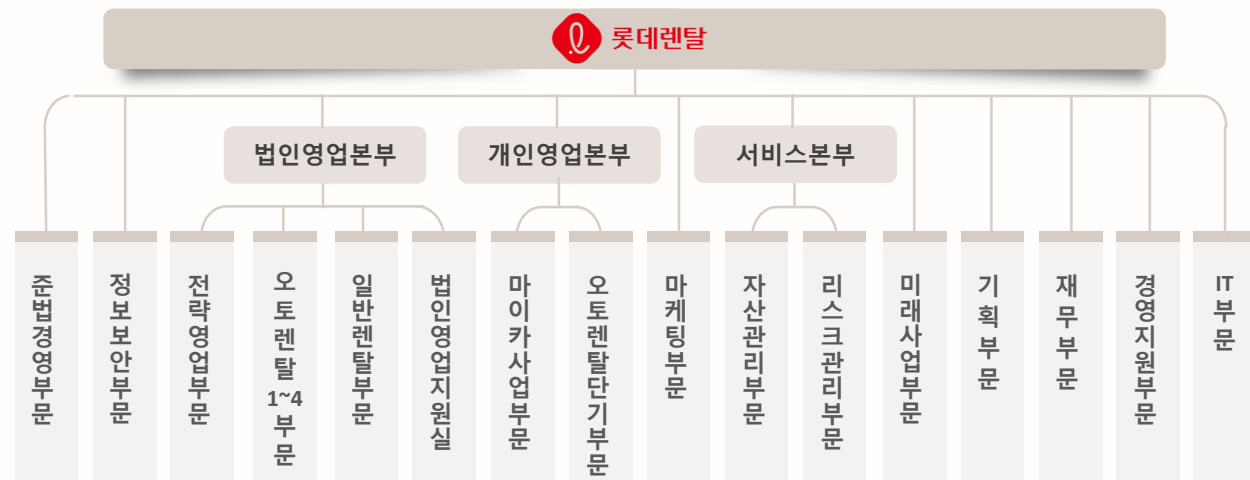 롯데렌탈
법인영업본부
개인영업본부
서비스본부
준법경영부문
정보보안부문
전략영업부문
오토렌탈
1~4
부문
일반렌탈부문
법인영업지원실
마이카사업부문
오토렌탈단기부문
마케팅부문
자산관리부문
리스크관리부문
미래사업부문
기획부문
재무부문
경영지원부문
IT
부문